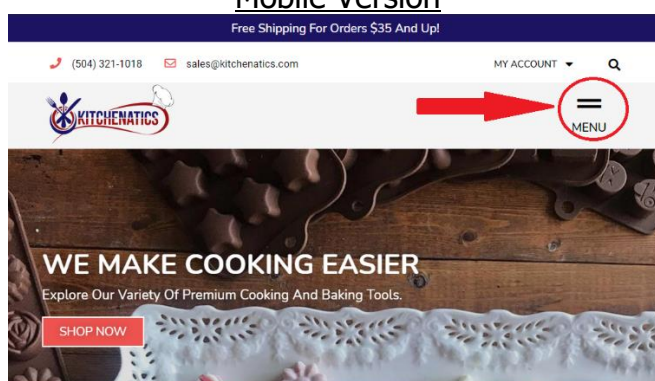 Mobile Version
Free Shipping For Orders $35 And Up!
(504) 321-1018 sales@kitchenatics.com MY ACCOUNT
KITCHENATICS
MENU
WE MAKE COOKING EASIER
Explore Our Variety Of Premium Cooking And Baking Tools.
SHOP NOW